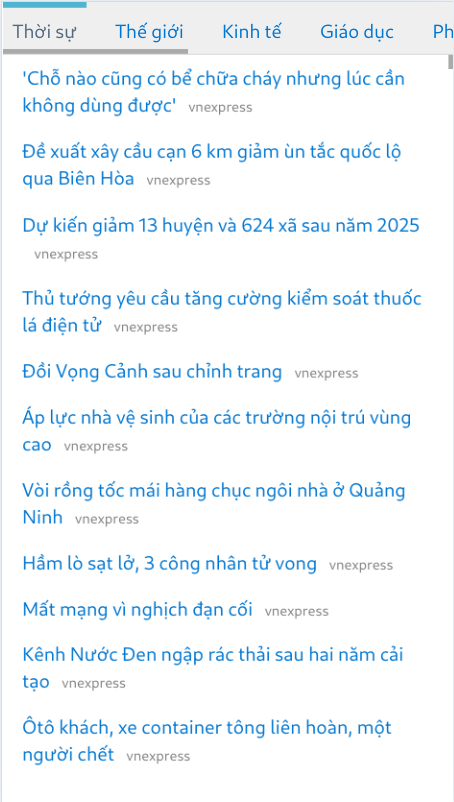 Thời sự Thế giới Kinh tế Giáo dục Ph
'Chỗ nào cũng có bể chữa cháy nhưng lúc cần
không dùng được' vnexpress
Đề xuất xây cầu cạn 6 km giảm ùn tắc quốc lộ
qua Biên Hòa vnexpress
Dự kiến giảm 13 huyện và 624 xã sau năm 2025
vnexpress
Thủ tướng yêu cầu tăng cường kiểm soát thuốc
lá điện tử vnexpress
Đồi Vọng Cảnh sau chỉnh trang vnexpress
Áp lực nhà vệ sinh của các trường nội trú vùng
cao vnexpress
Vòi rồng tốc mái hàng chục ngôi nhà ở Quảng
Ninh vnexpress
Hầm lò sạt lở, 3 công nhân tử vong vnexpress
Mất mạng vì nghịch đạn cối vnexpress
Kênh Nước Đen ngập rác thải sau hai năm cải
tạo vnexpress
Ôtô khách, xe container tông liên hoàn, một
người chết vnexpress